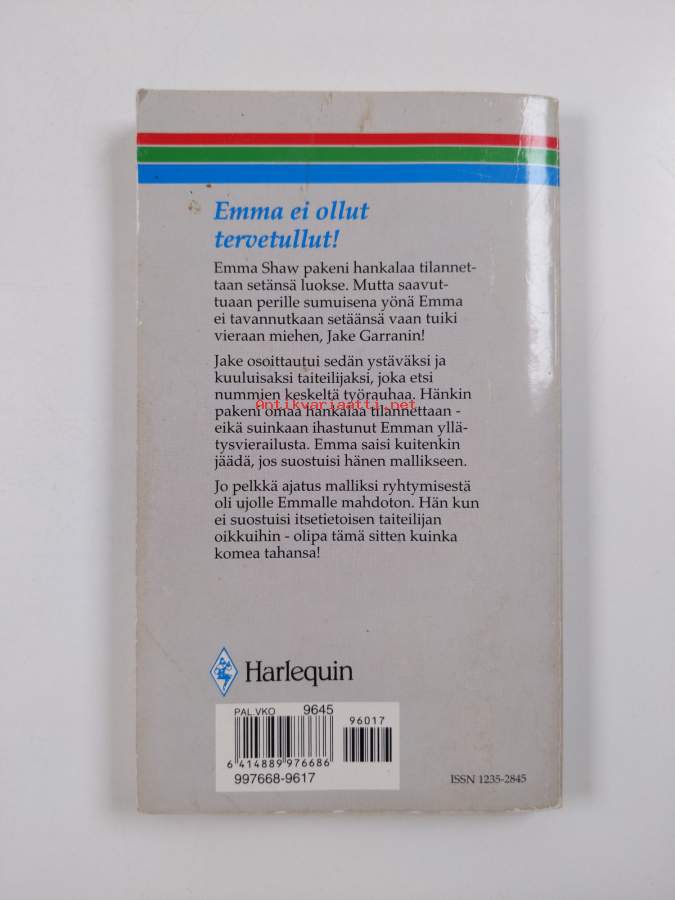 Emma ei ollut
tervetullut!
Emma Shaw pakeni hankalaa tilannet-
taan setänsä luokse. Mutta saavut-
tuaan perille sumuisena yönä Emma
ei tavannutkaan setäänsä vaan tuiki
vieraan miehen, Jake Garranin!
Jake osoittautui sedän ystäväksi ja
kuuluisaksi taiteilijaksi, joka etsi
nummien keskeltä työrauhaa. Hänkin
Antikvariaatti.net
pakeni omaa hankalaa tilannettaan -
eikä suinkaan ihastunut Emman yllä-
tysvierailusta. Emma saisi kuitenkin
jäädä, jos suostuisi hänen mallikseen.
Jo pelkkä ajatus malliksi ryhtymisestä
oli ujolle Emmalle mahdoton. Hän kun
ei suostuisi itsetietoisen taiteilijan
oikkuihin - olipa tämä sitten kuinka
komea tahansa!
Harlequin
PAL.VKO 9645
96017
6 414889 976686
997668-9617
ISSN 1235-2845